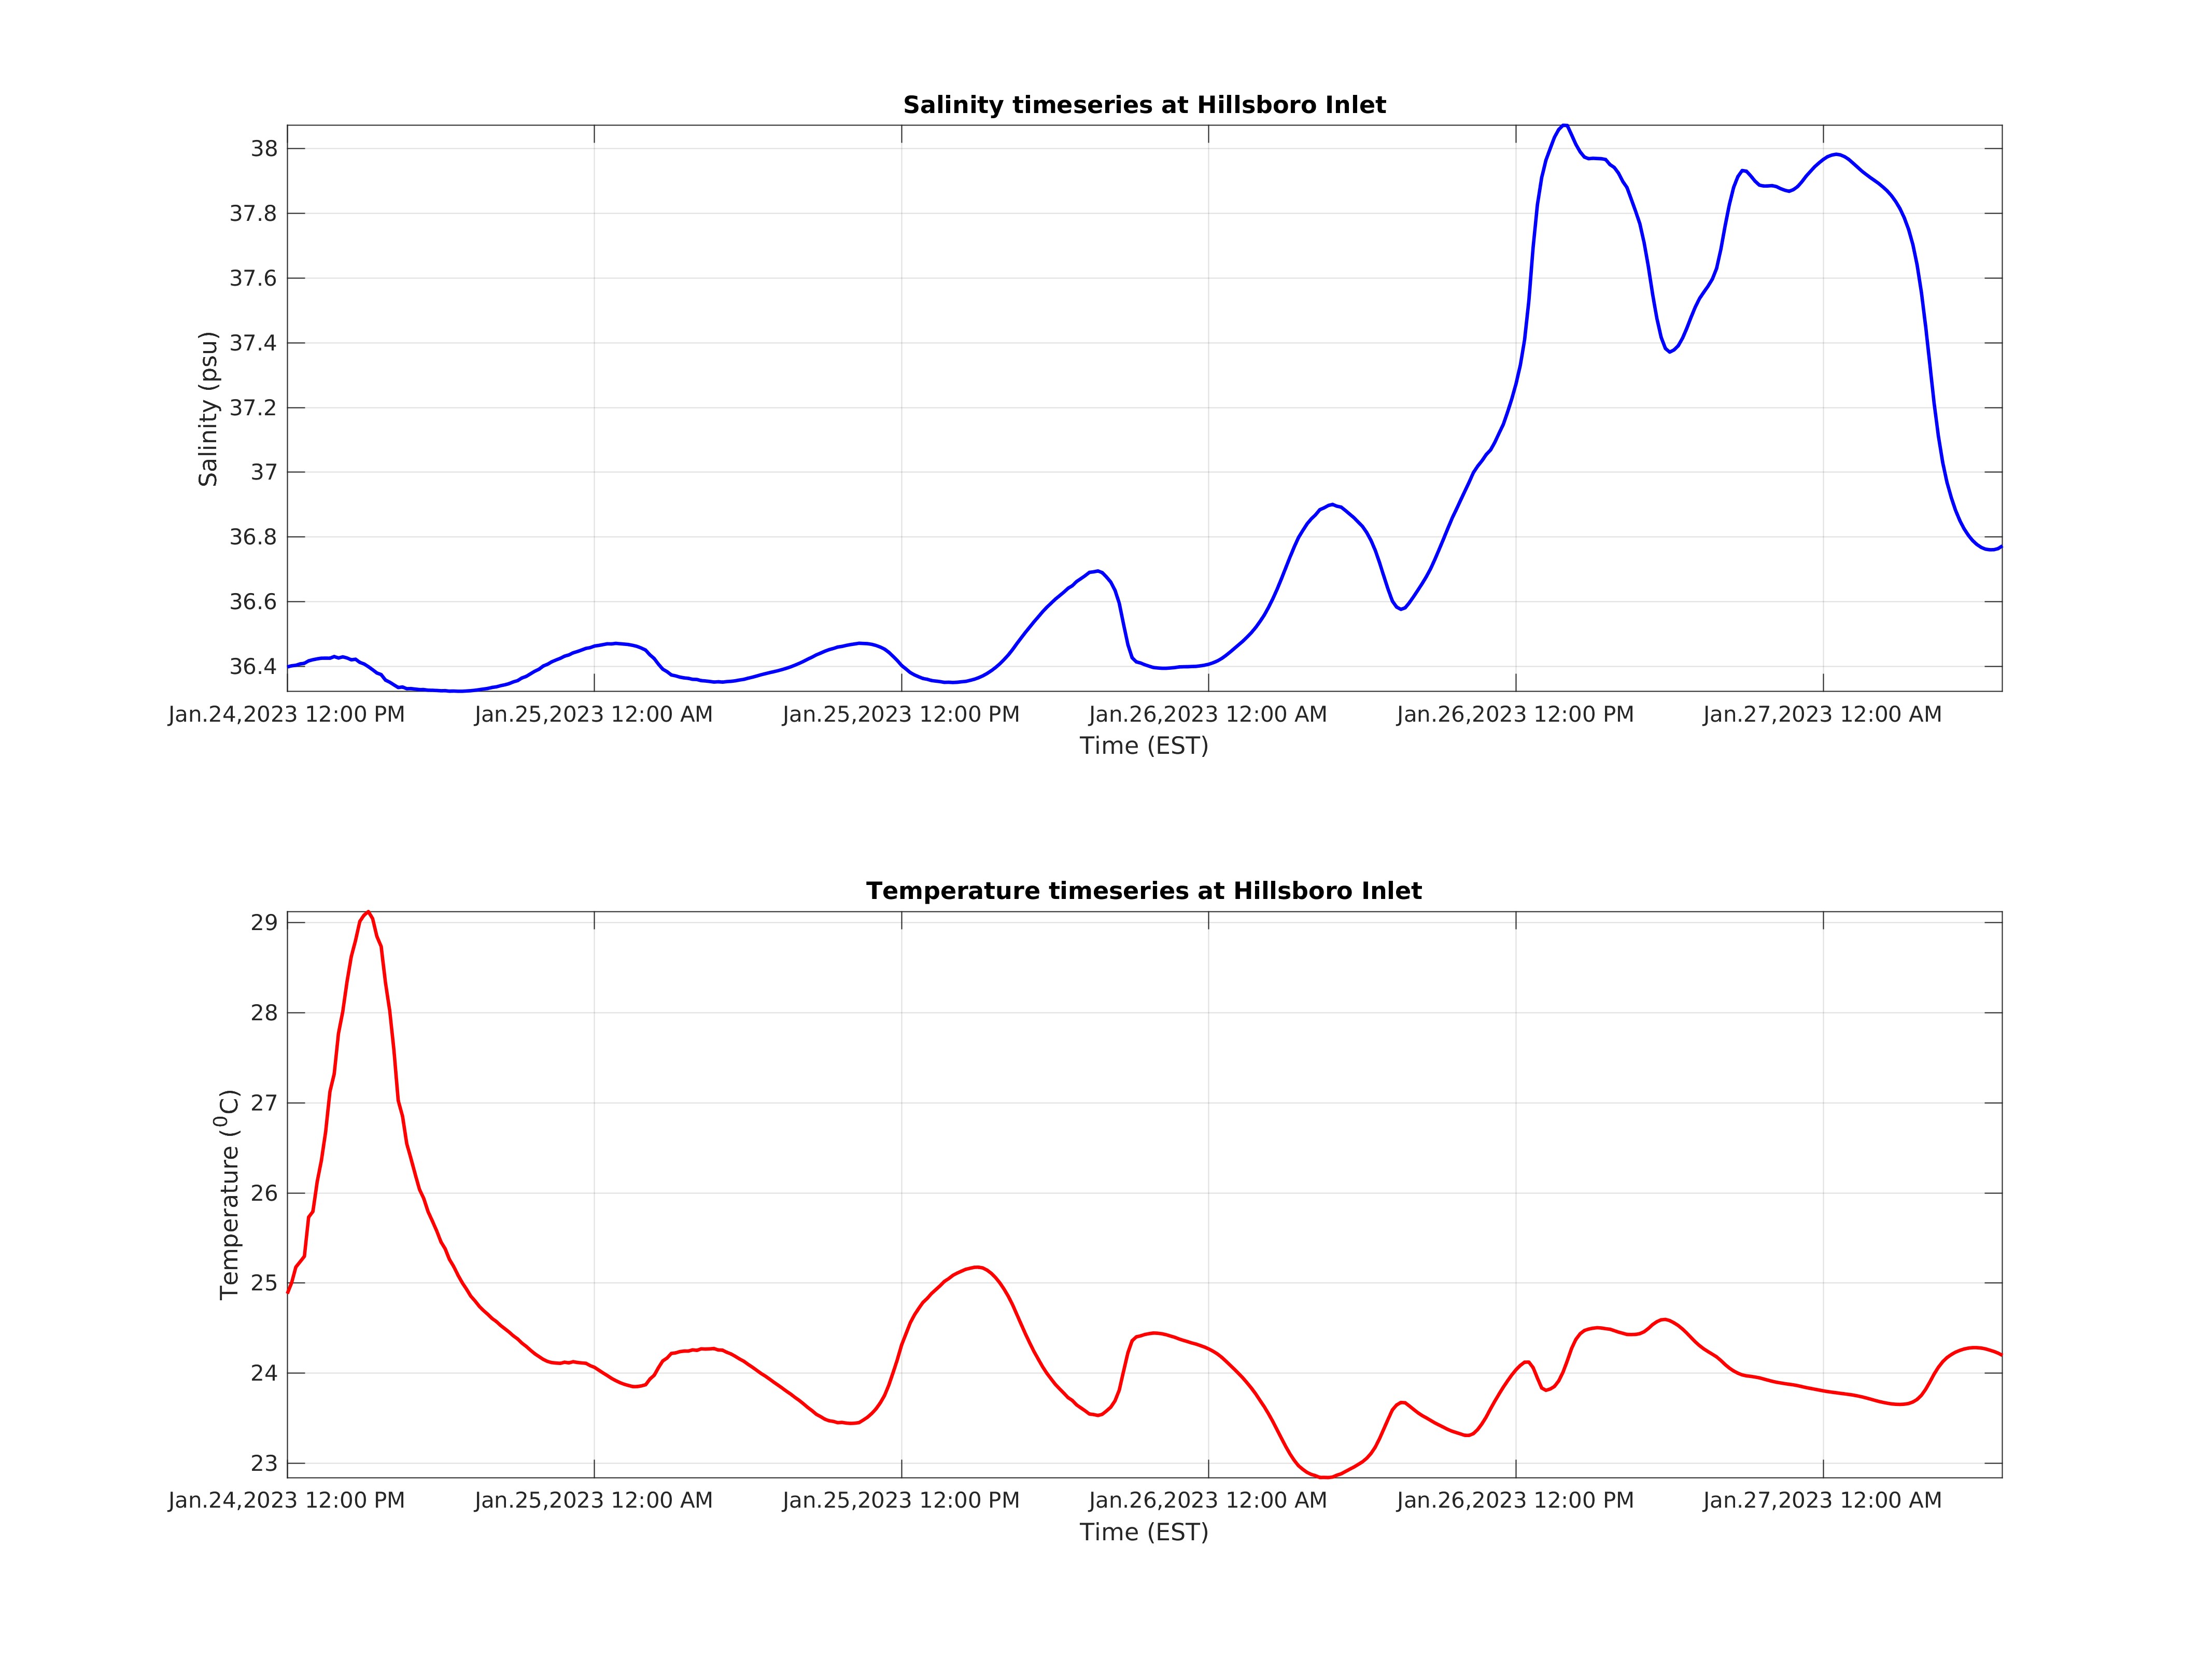 Salinity timeseries at Hillsboro Inlet
38
37.8
37.6
37.4
37.2
37
36.8
36.6
36.4
Salinity (psu)
Jan.24,2023 12:00 PM Jan.25,2023 12:00 AM Jan.25,2023 12:00 PM Jan.26,2023 12:00 AM Jan.26,2023 12:00 PM Jan.27,2023 12:00 AM
Time (EST)
Temperature timeseries at Hillsboro Inlet
29
28
27
26
25
24
23
Temperature (⁰C)
Jan.24,2023 12:00 PM Jan.25,2023 12:00 AM Jan.25,2023 12:00 PM Jan.26,2023 12:00 AM Jan.26,2023 12:00 PM Jan.27,2023 12:00 AM
Time (EST)